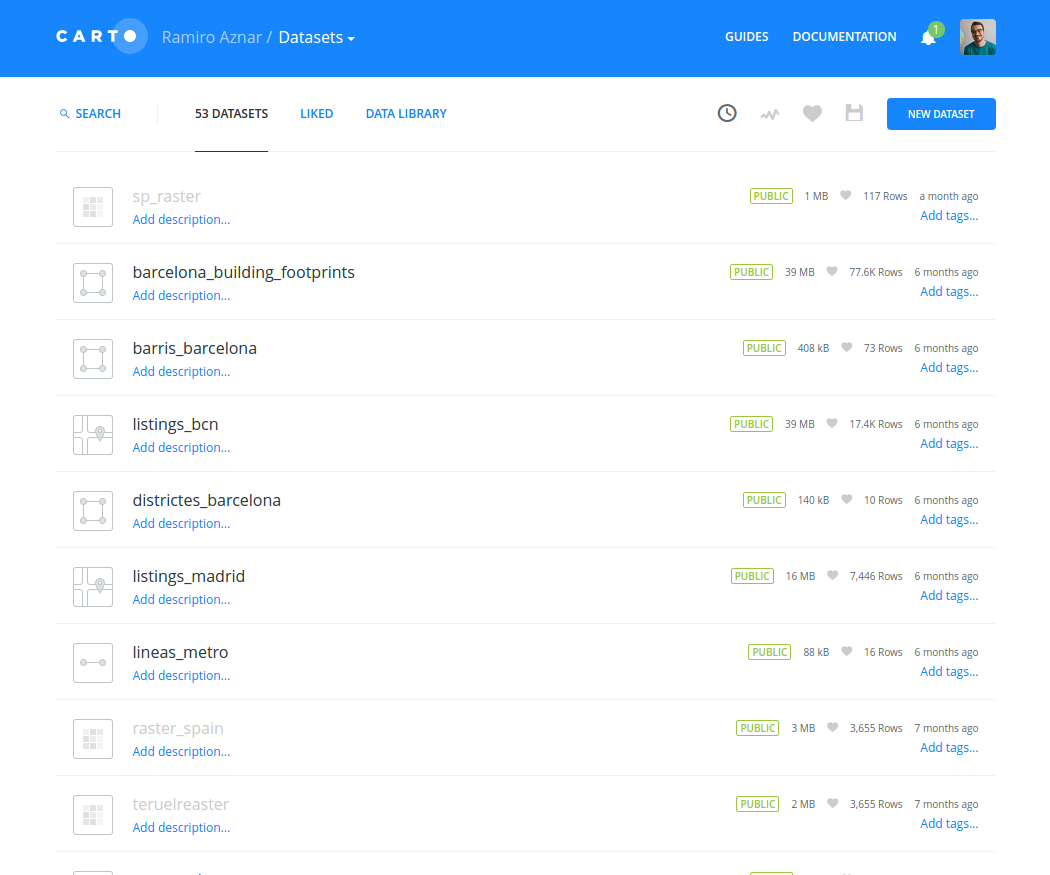 CARTO Ramiro Aznar / Datasets GUIDES DOCUMENTATION 1
SEARCH 53 DATASETS LIKED DATA LIBRARY NEW DATASET
sp_raster PUBLIC 1 MB 117 Rows a month ago
Add description... Add tags...
barcelona_building_footprints PUBLIC 39 MB 77.6K Rows 6 months ago
Add description... Add tags...
barris_barcelona PUBLIC 408 kB 73 Rows 6 months ago
Add description... Add tags...
listings_bcn PUBLIC 39 MB 17.4K Rows 6 months ago
Add description... Add tags...
districtes_barcelona PUBLIC 140 kB 10 Rows 6 months ago
Add description... Add tags...
listings_madrid PUBLIC 16 MB 7,446 Rows 6 months ago
Add description... Add tags...
lineas_metro PUBLIC 88 kB 16 Rows 6 months ago
Add description... Add tags...
raster_spain PUBLIC 3 MB 3,655 Rows 7 months ago
Add description... Add tags...
teruelreaster PUBLIC 2 MB 3,655 Rows 7 months ago
Add description... Add tags...